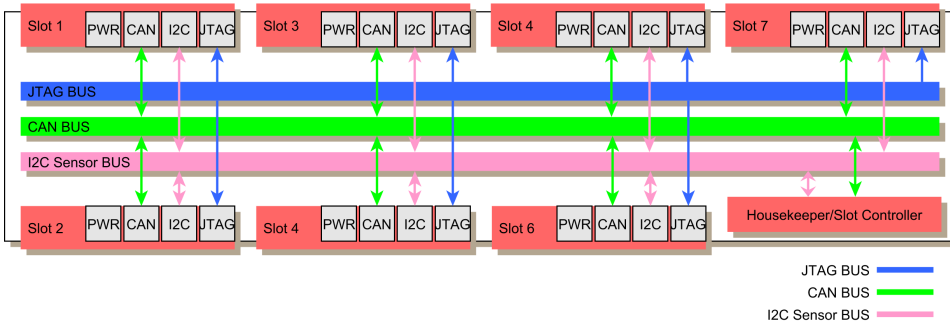 Slot 1 PWR CAN I2C JTAG
Slot 3 PWR CAN I2C JTAG
Slot 4 PWR CAN I2C JTAG
Slot 7 PWR CAN I2C JTAG
JTAG BUS
CAN BUS
I2C Sensor BUS
Slot 2 PWR CAN I2C JTAG
Slot 4 PWR CAN I2C JTAG
Slot 6 PWR CAN I2C JTAG
Housekeeper/Slot Controller
JTAG BUS
CAN BUS
I2C Sensor BUS